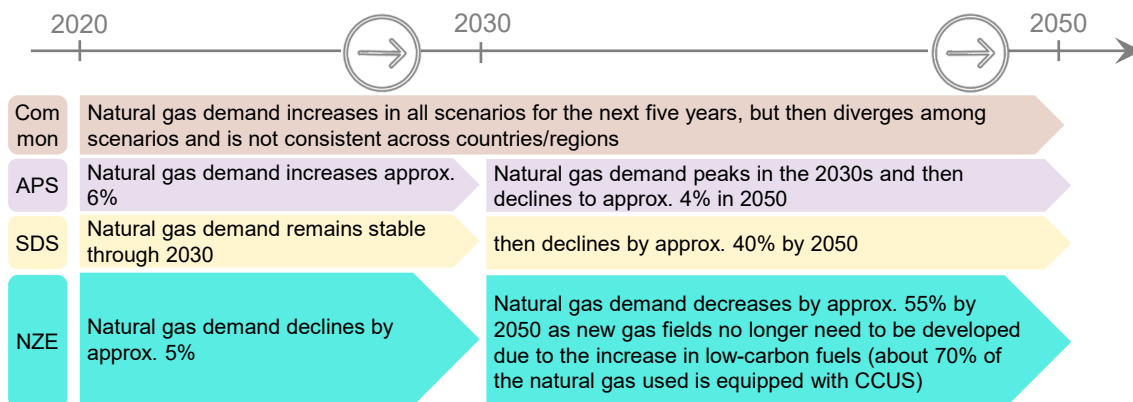 2020
2030
2050
Com
mon
Natural gas demand increases in all scenarios for the next five years, but then diverges among
scenarios and is not consistent across countries/regions
APS
Natural gas demand increases approx.
6%
Natural gas demand peaks in the 2030s and then
declines to approx. 4% in 2050
SDS
Natural gas demand remains stable
through 2030
then declines by approx. 40% by 2050
NZE
Natural gas demand declines by
approx. 5%
Natural gas demand decreases by approx. 55% by
2050 as new gas fields no longer need to be developed
due to the increase in low-carbon fuels (about 70% of
the natural gas used is equipped with CCUS)